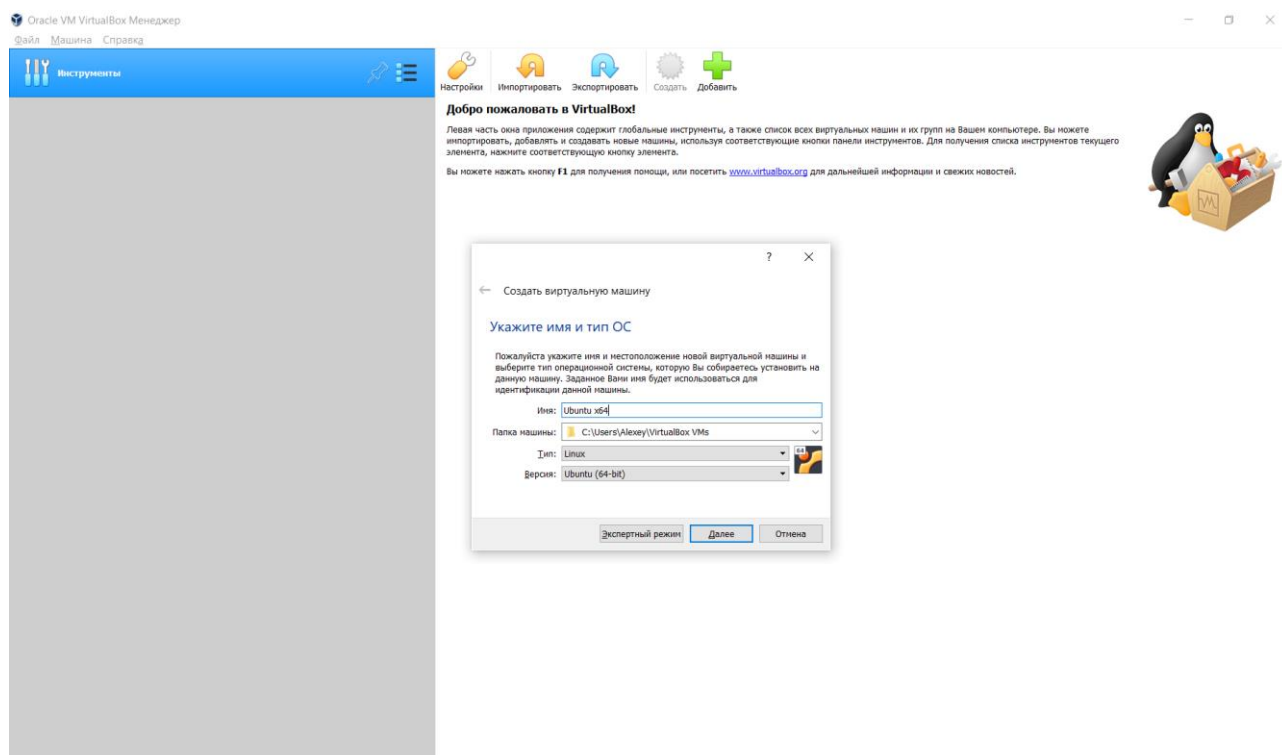 Oracle VM VirtualBox Менеджер
Файл Машина Справка
Инструменты
Настройки Импортировать Экспортировать Создать Добавить
Добро пожаловать в VirtualBox!
Левая часть окна приложения содержит глобальные инструменты, а также список всех виртуальных машин и их групп на Вашем компьютере. Вы можете
импортировать, добавлять и создавать новые машины, используя соответствующие кнопки панели инструментов. Для получения списка инструментов текущего
элемента, нажмите соответствующую кнопку элемента.
Вы можете нажать кнопку F1 для получения помощи, или посетить www.virtualbox.org для дальнейшей информации и свежих новостей.
?
Создать виртуальную машину
Укажите имя и тип ОС
Пожалуйста укажите имя и местоположение новой виртуальной машины и
выберите тип операционной системы, которую Вы собираетесь установить на
данную машину. Заданное Вами имя будет использоваться для
идентификации данной машины.
Имя: Ubuntu x64
Папка машины: C:\Users\Alexey\VirtualBox VMs
Тип: Linux
64
Версия: Ubuntu (64-bit)
Экспертный режим Далее Отмена